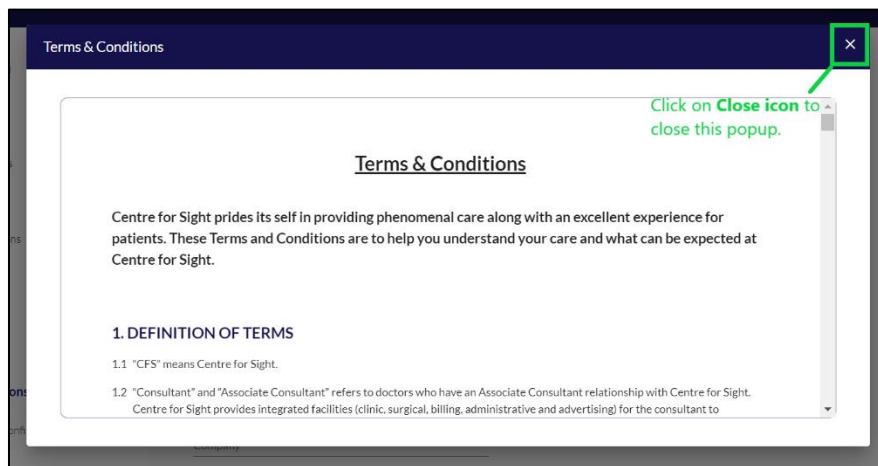 Terms & Conditions
Click on Close icon to
close this popup.
Terms & Conditions
Centre for Sight prides its self in providing phenomenal care along with an excellent experience for
patients. These Terms and Conditions are to help you understand your care and what can be expected at
Centre for Sight.
1. DEFINITION OF TERMS
1.1 "CFS" means Centre for Sight.
1.2 "Consultant" and "Associate Consultant" refers to doctors who have an Associate Consultant relationship with Centre for Sight.
Centre for Sight provides integrated facilities (clinic, surgical, billing, administrative and advertising) for the consultant to
Company